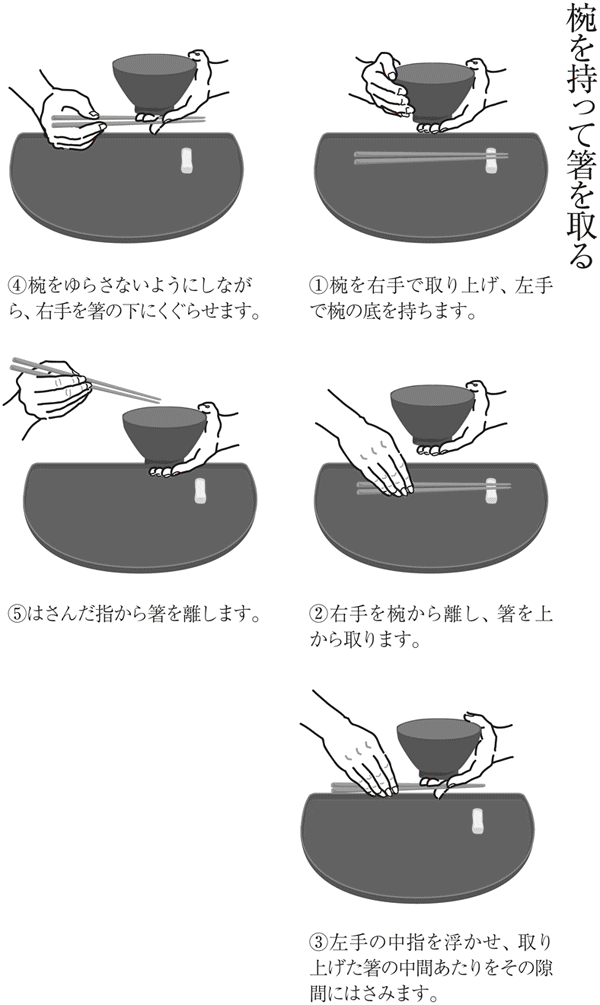 椀を持って箸を取る
①椀を右手で取り上げ、左手
で椀の底を持ちます。
②右手を椀から離し、箸を上
から取ります。
③左手の中指を浮かせ、取り
上げた箸の中間あたりをその隙
間にはさみます。
④椀をゆらさないようにしなが
ら、右手を箸の下にくぐらせます。
⑤はさんだ指から箸を離します。